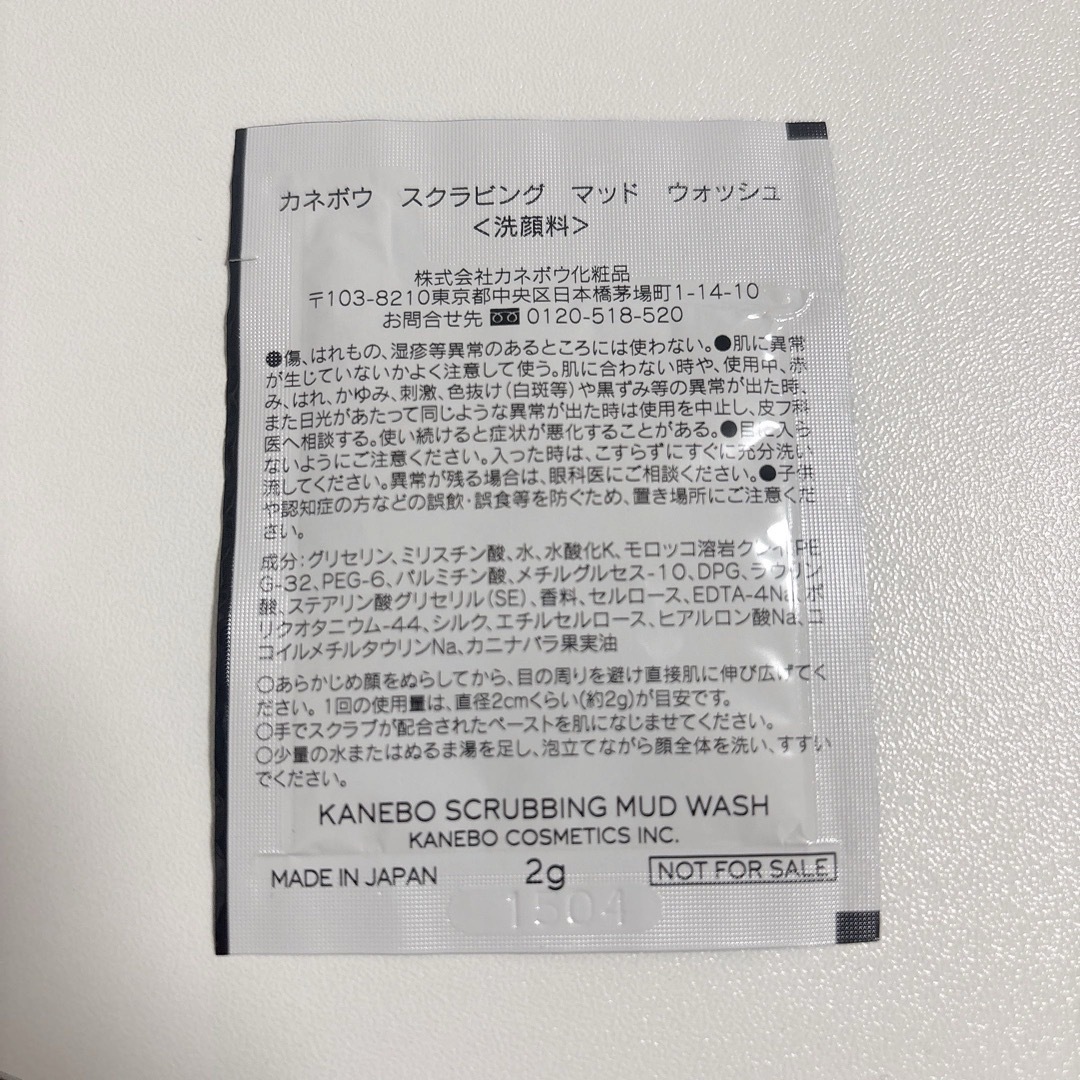 カネボウ スクラビング マッド ウォッシュ
<洗顔料>
株式会社カネボウ化粧品
〒103-8210東京都中央区日本橋茅場町1-14-10
お問合せ先 0120-518-520
●傷、はれもの、湿疹等異常のあるところには使わない。●肌に異常
が生じていないかよく注意して使う。肌に合わない時や、使用中、赤
み、はれ、かゆみ、刺激、色抜け(白斑等)や黒ずみ等の異常が出た時、
また日光があたって同じような異常が出た時は使用を中止し、皮フ科
医へ相談する。使い続けると症状が悪化することがある。●目に入ら
ないようにご注意ください。入った時は、こすらずにすぐに充分洗い
流してください。異常が残る場合は、眼科医にご相談ください。●子供
や認知症の方などの誤飲・誤食等を防ぐため、置き場所にご注意くだ
さい。
成分:グリセリン、ミリスチン酸、水、水酸化K、モロッコ溶岩クレイ、PE
G-32、PEG-6、パルミチン酸、メチルグルセス-10、DPG、ラウリン
酸、ステアリン酸グリセリル(SE)、香料、セルロース、EDTA-4Na、ポ
リクオタニウム-44、シルク、エチルセルロース、ヒアルロン酸Na、コ
コイルメチルタウリンNa、カニナバラ果実油
○あらかじめ顔をぬらしてから、目の周りを避け直接肌に伸び広げてく
ださい。1回の使用量は、直径2cmくらい(約2g)が目安です。
○手でスクラブが配合されたペーストを肌になじませてください。
○少量の水またはぬるま湯を足し、泡立てながら顔全体を洗い、すすい
でください。
KANEBO SCRUBBING MUD WASH
KANEBO COSMETICS INC.
MADE IN JAPAN 2g NOT FOR SALE
1504